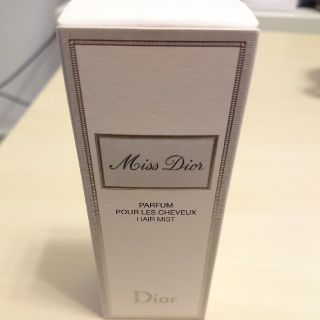 Miss Dior
PARFUM
POUR LES CHEVEUX
HAIR MIST
Dior